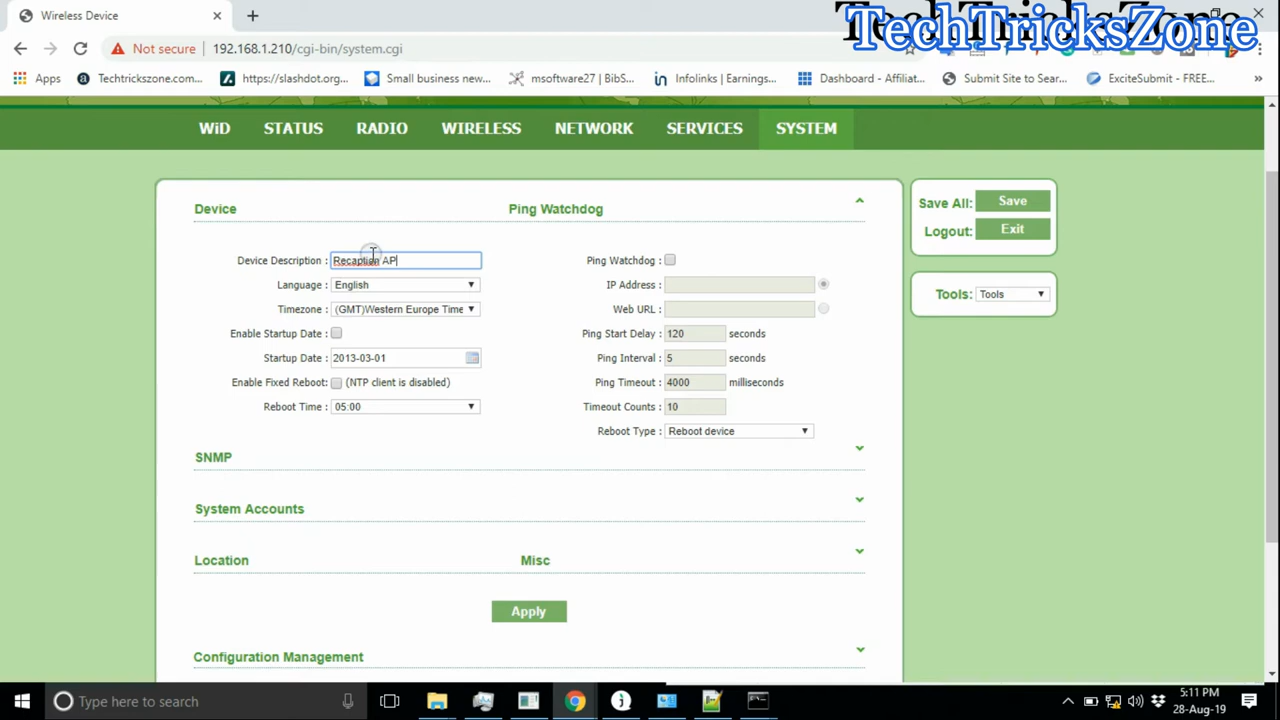 Wireless Device
TechTricksZone
Not secure 192.168.1.210/cgi-bin/system.cgi
Apps Techtrickszone.com... https://slashdot.org... Small business new... msoftware27 | BibS... Infolinks | Earnings... Dashboard - Affiliat... Submit Site to Sear... ExciteSubmit - FREE...
WiD STATUS RADIO WIRELESS NETWORK SERVICES SYSTEM
Device Ping Watchdog
Device Description : Recaption AP Ping Watchdog :
Language : English IP Address :
Timezone : (GMT)Western Europe Time Web URL :
Enable Startup Date : Ping Start Delay : 120 seconds
Startup Date : 2013-03-01 Ping Interval : 5 seconds
Enable Fixed Reboot: (NTP client is disabled) Ping Timeout : 4000 milliseconds
Reboot Time : 05:00 Timeout Counts : 10
Reboot Type : Reboot device
SNMP
System Accounts
Location Misc
Apply
Configuration Management
Save All: Save
Logout: Exit
Tools: Tools
Type here to search
5:11 PM
28-Aug-19